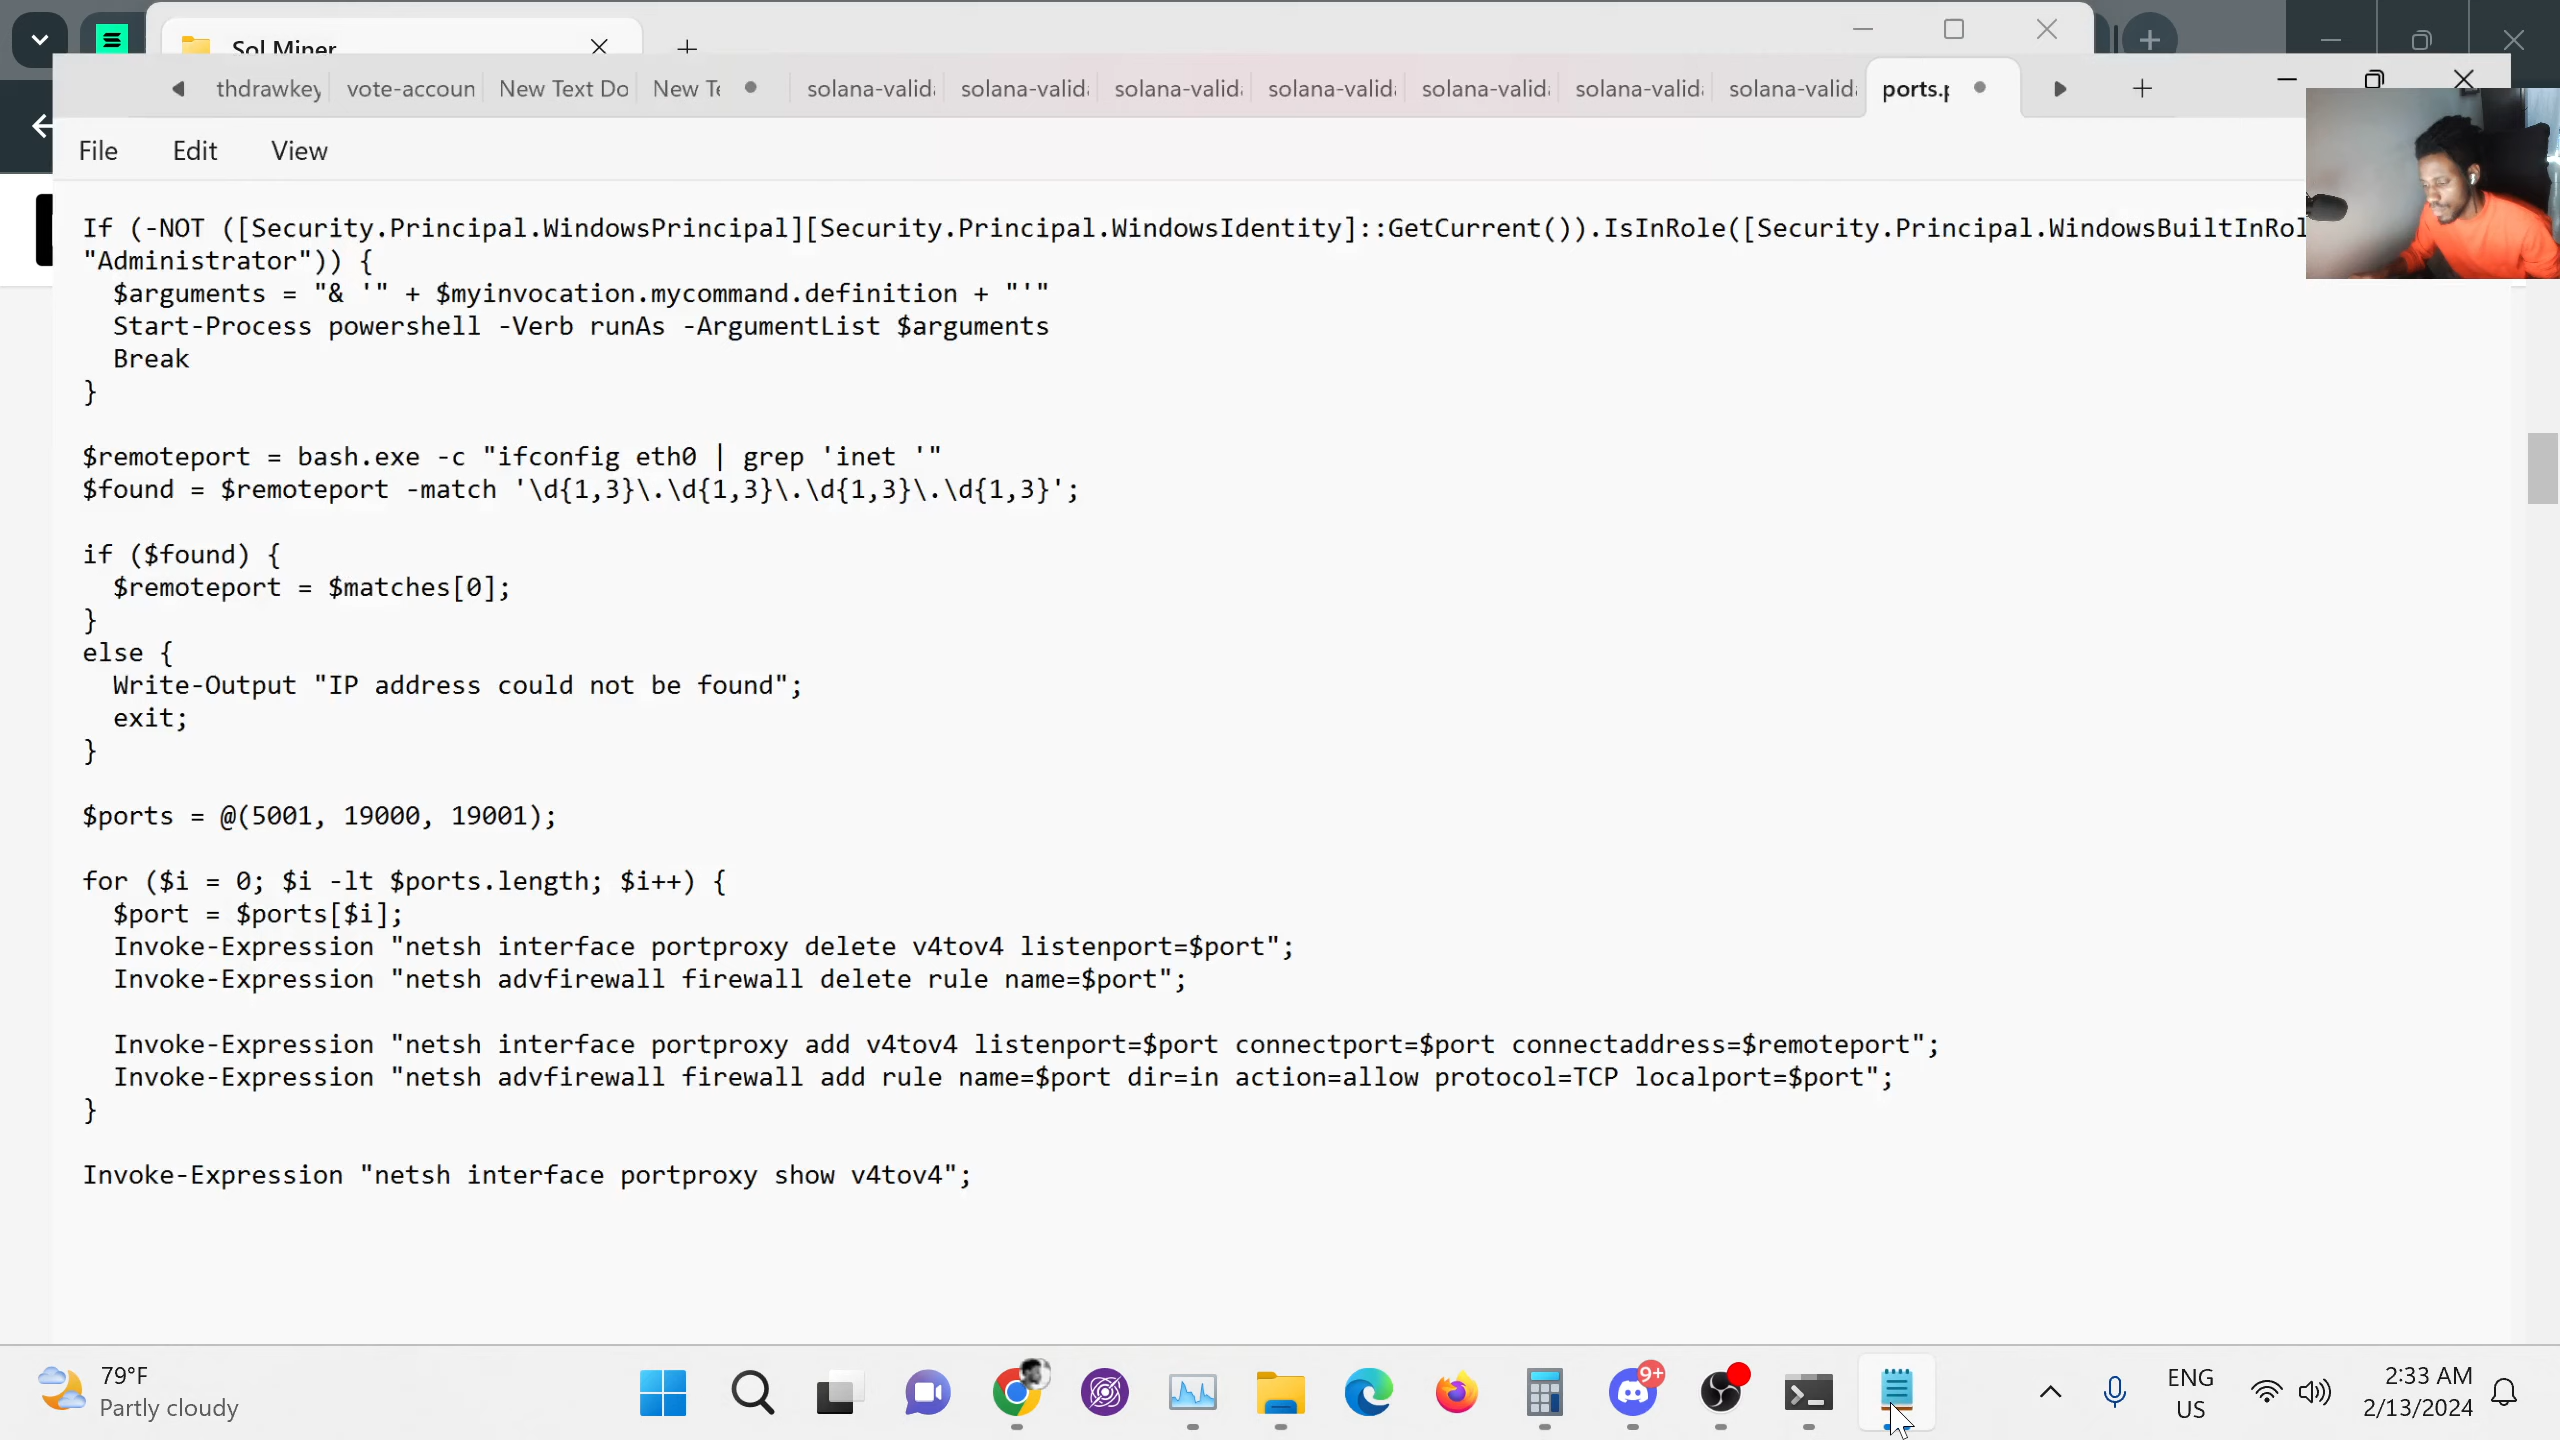 Sol Miner
thdrawkey
vote-accoun
New Text Do
New Te
solana-valid
solana-valid
solana-valid
solana-valid
solana-valid
solana-valid
solana-valid
ports.p
File Edit View
If (-NOT ([Security.Principal.WindowsPrincipal][Security.Principal.WindowsIdentity]::GetCurrent()).IsInRole([Security.Principal.WindowsBuiltInRol
"Administrator")) {
$arguments = "& '" + $myinvocation.mycommand.definition + "'"
Start-Process powershell -Verb runAs -ArgumentList $arguments
Break
}
$remoteport = bash.exe -c "ifconfig eth0 | grep 'inet '"
$found = $remoteport -match '\d{1,3}\.\d{1,3}\.\d{1,3}\.\d{1,3}';
if ($found) {
$remoteport = $matches[0];
}
else {
Write-Output "IP address could not be found";
exit;
}
$ports = @(5001, 19000, 19001);
for ($i = 0; $i -lt $ports.length; $i++) {
$port = $ports[$i];
Invoke-Expression "netsh interface portproxy delete v4tov4 listenport=$port";
Invoke-Expression "netsh advfirewall firewall delete rule name=$port";
Invoke-Expression "netsh interface portproxy add v4tov4 listenport=$port connectport=$port connectaddress=$remoteport";
Invoke-Expression "netsh advfirewall firewall add rule name=$port dir=in action=allow protocol=TCP localport=$port";
}
Invoke-Expression "netsh interface portproxy show v4tov4";
79°F
Partly cloudy
9+
ENG
US
2:33 AM
2/13/2024